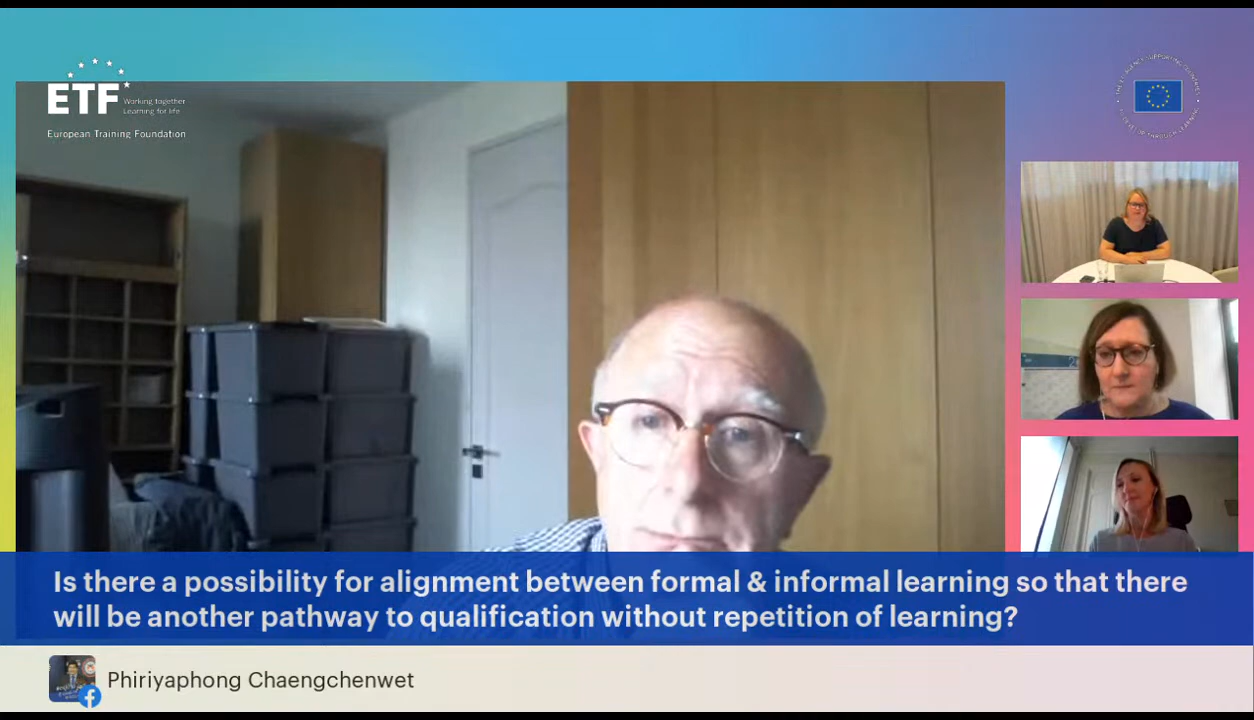 ETF
Working together
Learning for life
European Training Foundation
Is there a possibility for alignment between formal & informal learning so that there
will be another pathway to qualification without repetition of learning?
Phiriyaphong Chaengchenwet